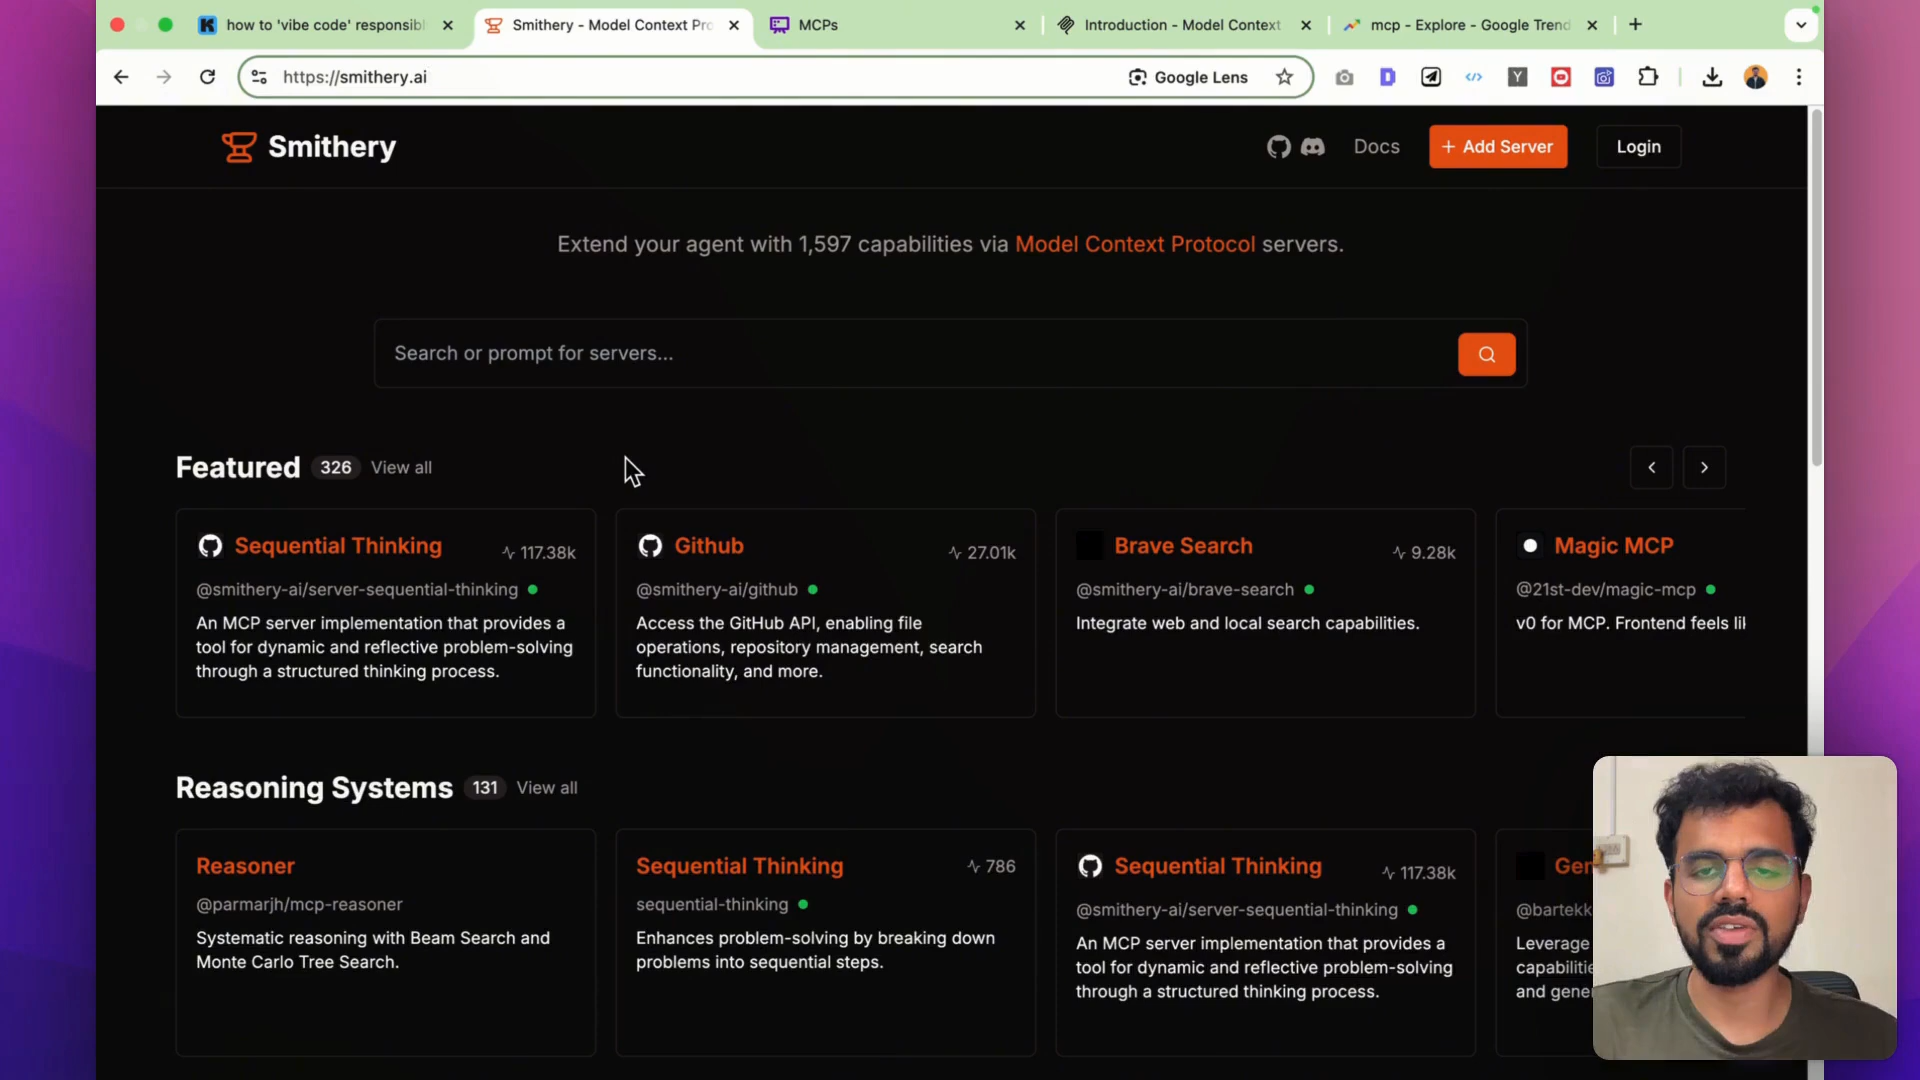 how to 'vibe code' responsibl
Smithery - Model Context Pro
MCPs
Introduction - Model Context
mcp - Explore - Google Trend
https://smithery.ai
Google Lens
Smithery
Docs
+ Add Server
Login
Extend your agent with 1,597 capabilities via Model Context Protocol servers.
Search or prompt for servers...
Featured 326 View all
Sequential Thinking 117.38k
@smithery-ai/server-sequential-thinking
An MCP server implementation that provides a
tool for dynamic and reflective problem-solving
through a structured thinking process.
Github 27.01k
@smithery-ai/github
Access the GitHub API, enabling file
operations, repository management, search
functionality, and more.
Brave Search 9.28k
@smithery-ai/brave-search
Integrate web and local search capabilities.
Magic MCP
@21st-dev/magic-mcp
v0 for MCP. Frontend feels li
Reasoning Systems 131 View all
Reasoner
@parmarjh/mcp-reasoner
Systematic reasoning with Beam Search and
Monte Carlo Tree Search.
Sequential Thinking 786
sequential-thinking
Enhances problem-solving by breaking down
problems into sequential steps.
Sequential Thinking 117.38k
@smithery-ai/server-sequential-thinking
An MCP server implementation that provides a
tool for dynamic and reflective problem-solving
through a structured thinking process.
Gen
@bartekk
Leverage
capabilitie
and gener